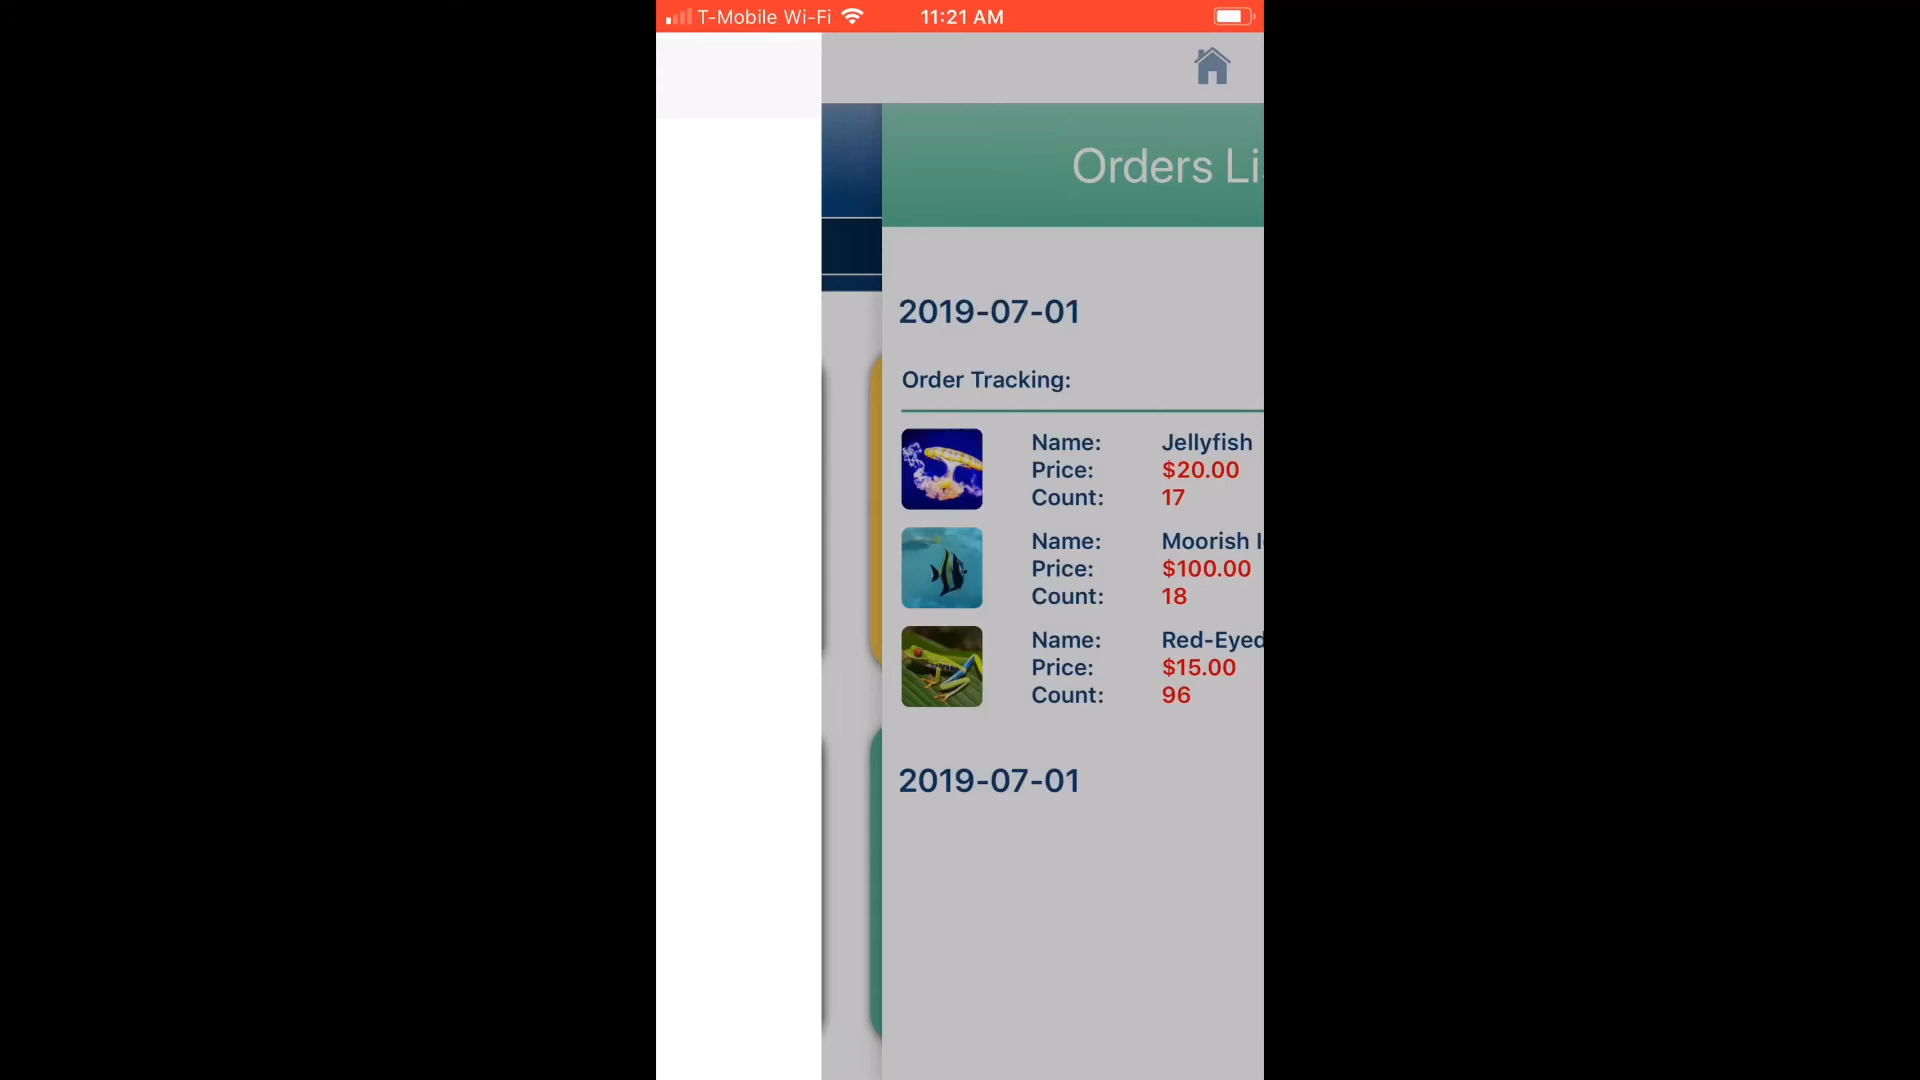 T-Mobile Wi-Fi 11:21 AM
Orders
2019-07-01
Order Tracking:
Name: Jellyfish
Price: $20.00
Count: 17
Name: Moorish
Price: $100.00
Count: 18
Name: Red-Eyed
Price: $15.00
Count: 96
2019-07-01